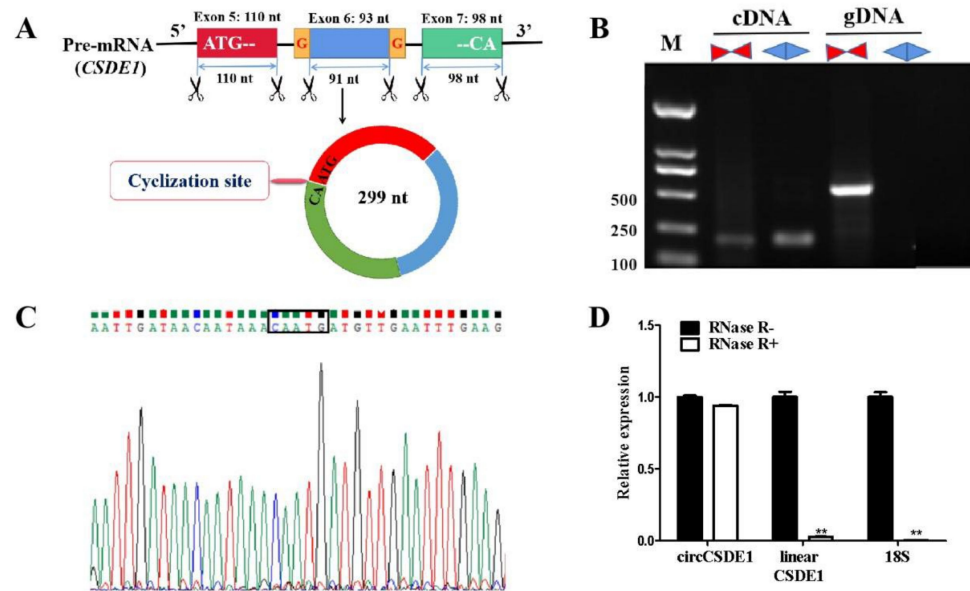 A
5’
Exon 5: 110 nt
Exon 6: 93 nt
Exon 7: 98 nt
3’
Pre-mRNA
(CSDE1)
ATG--
G
G
--CA
110 nt
91 nt
98 nt
Cyclization site
CA
ATG
299 nt
B
cDNA
gDNA
M
500
250
100
C
AATTGATAACAATAAACAATGATGTTGAATTTGAAG
D
RNase R-
RNase R+
Relative expression
1.5
1.0
0.5
0.0
**
**
circCSDE1
linear
CSDE1
18S